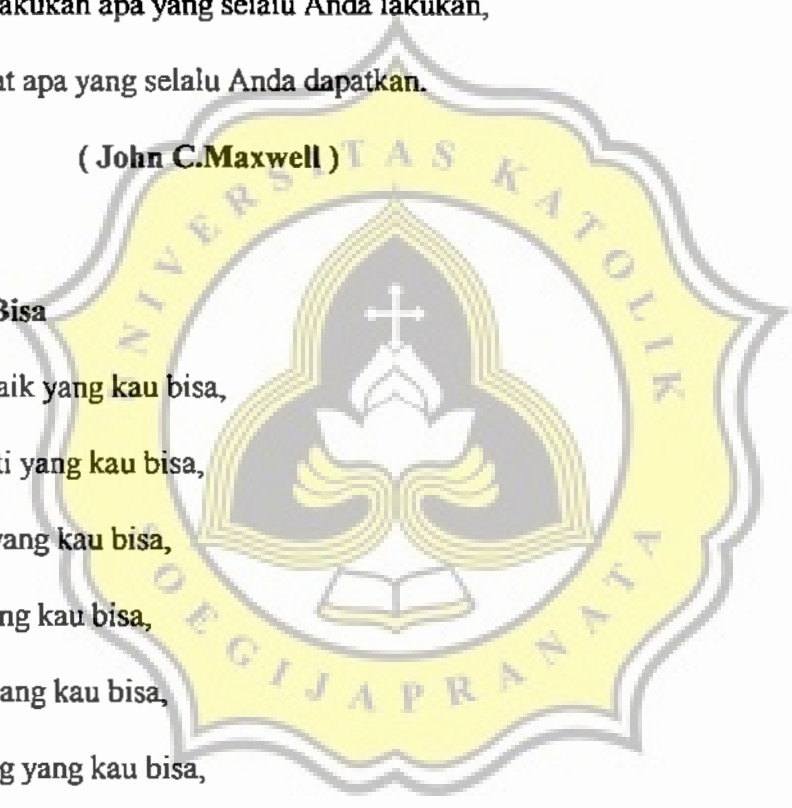 akukan apa yang selalu Anda lakukan,
at apa yang selalu Anda dapatkan.
( John C.Maxwell )
UNIVERSITAS KATOLIK
Bisa
aik yang kau bisa,
ti yang kau bisa,
yang kau bisa,
ng kau bisa,
ang kau bisa,
g yang kau bisa,
SOEGIJAPRANATA